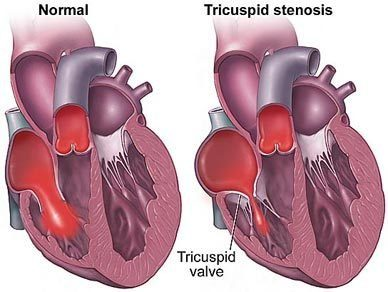 Normal
Tricuspid stenosis
Tricuspid
valve